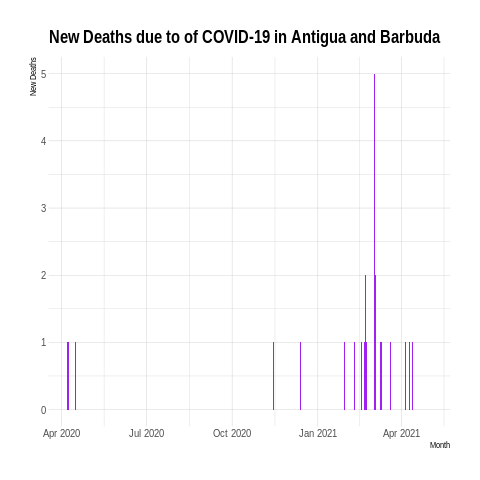 New Deaths due to of COVID-19 in Antigua and Barbuda
New Deaths
5
4
3
2
1
0
Apr 2020 Jul 2020 Oct 2020 Jan 2021 Apr 2021
Month